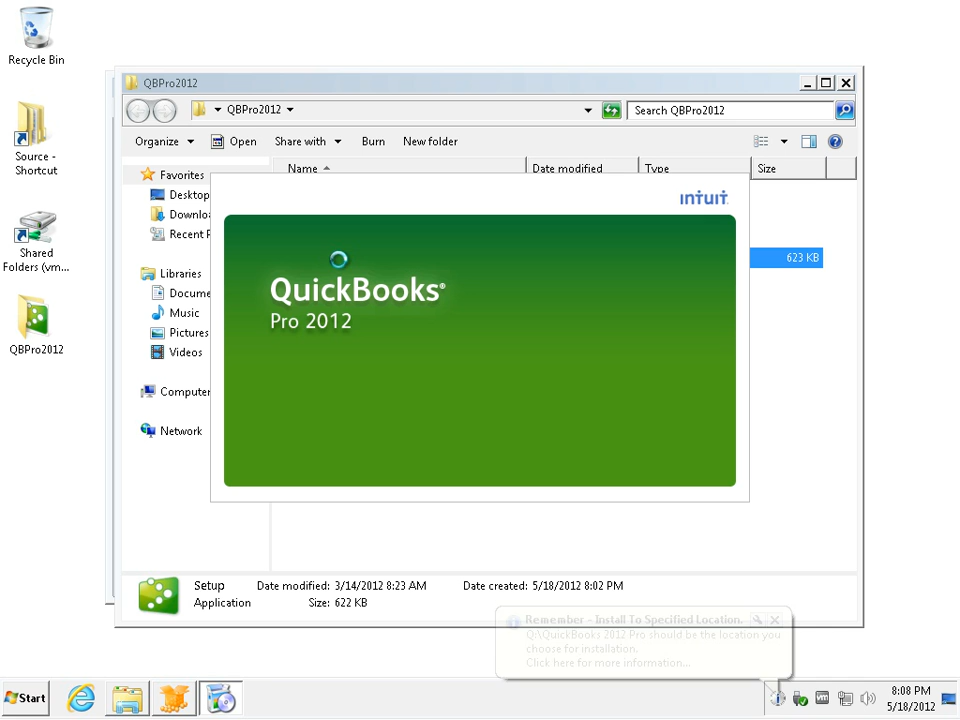 Recycle Bin
Source -
Shortcut
Shared
Folders (vm...
QBPro2012
QBPro2012
QBPro2012
Search QBPro2012
Organize
Open
Share with
Burn
New folder
Name
Date modified
Type
Size
Favorites
Desktop
Downlo
Recent P
Libraries
Docume
Music
Pictures
Videos
Computer
Network
623 KB
intuit
QuickBooks®
Pro 2012
Setup
Date modified: 3/14/2012 8:23 AM
Date created: 5/18/2012 8:02 PM
Application
Size: 622 KB
Remember - Install To Specified Location.
Q:\QuickBooks 2012 Pro should be the location you
choose for installation.
Click here for more information...
Start
8:08 PM
5/18/2012